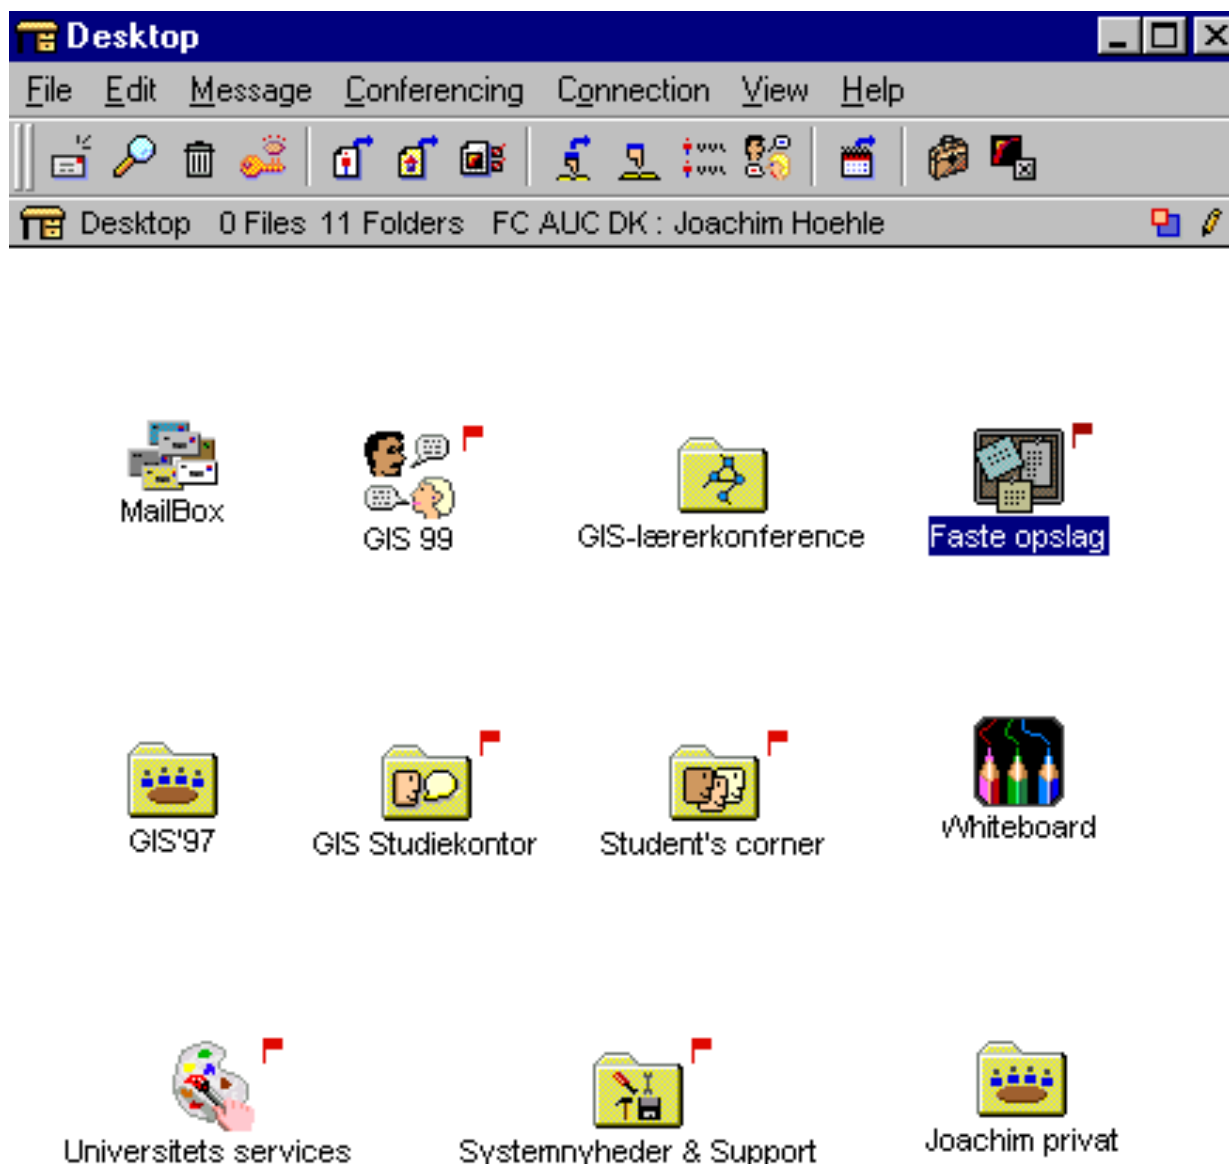 Desktop
File Edit Message Conferencing Connection View Help
Desktop 0 Files 11 Folders FC AUC DK : Joachim Hoehle
MailBox
GIS 99
GIS-lærerkonference
Faste opslag
GIS'97
GIS Studiekontor
Student's corner
Whiteboard
Universitets services
Systemnyheder & Support
Joachim privat